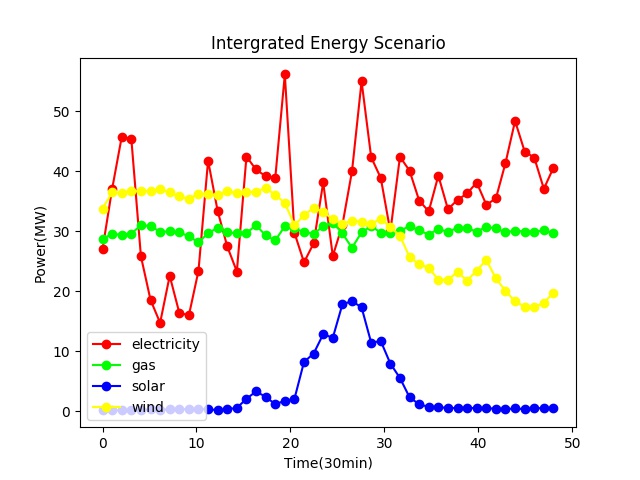 Intergrated Energy Scenario
Power(MW)
50
40
30
20
10
0
electricity
gas
solar
wind
0 10 20 30 40 50
Time(30min)